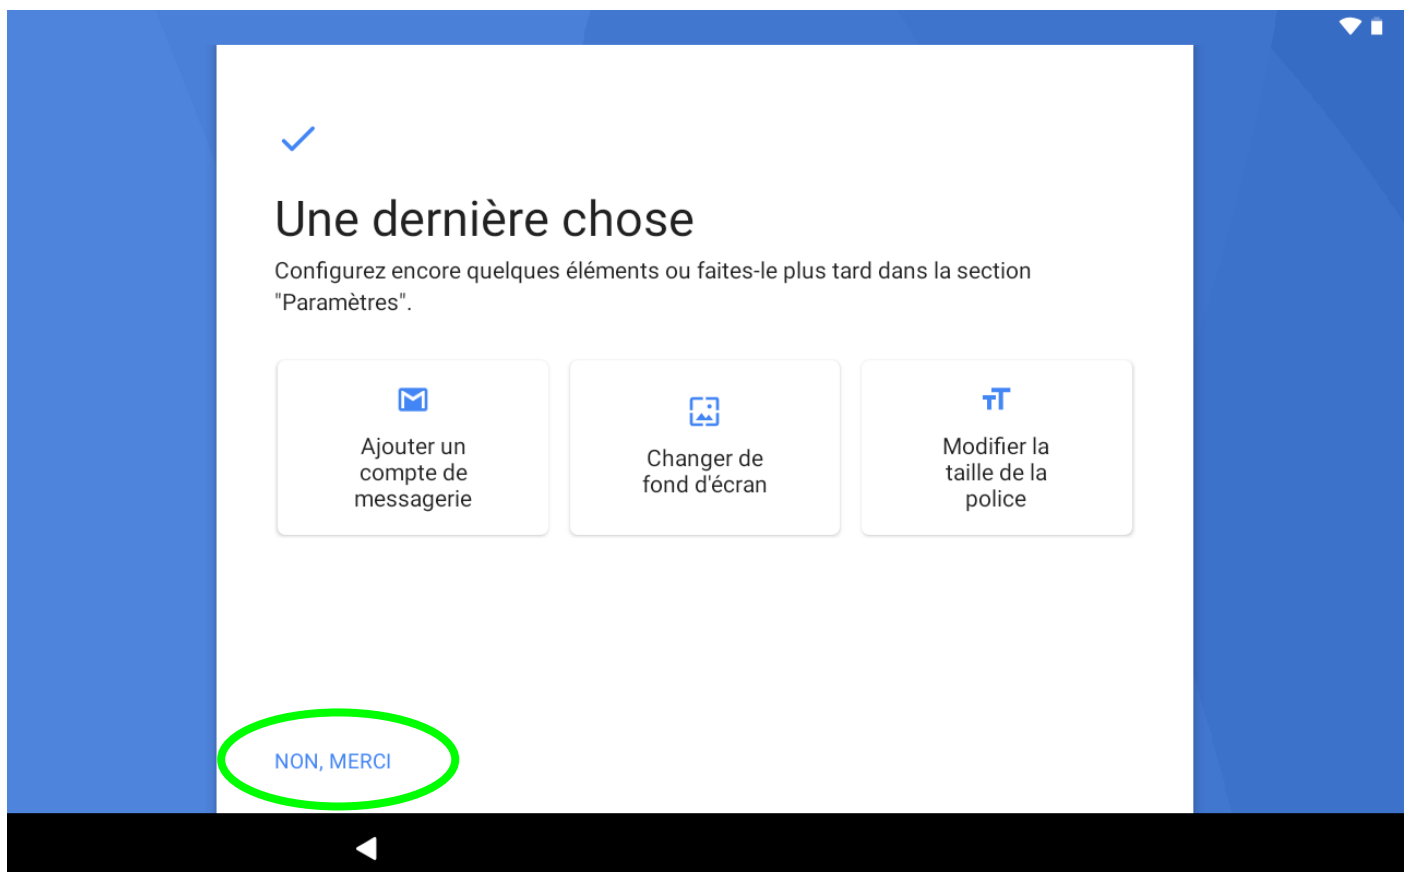 Une dernière chose
Configurez encore quelques éléments ou faites-le plus tard dans la section
"Paramètres".
Ajouter un
compte de
messagerie
Changer de
fond d'écran
Modifier la
taille de la
police
NON, MERCI